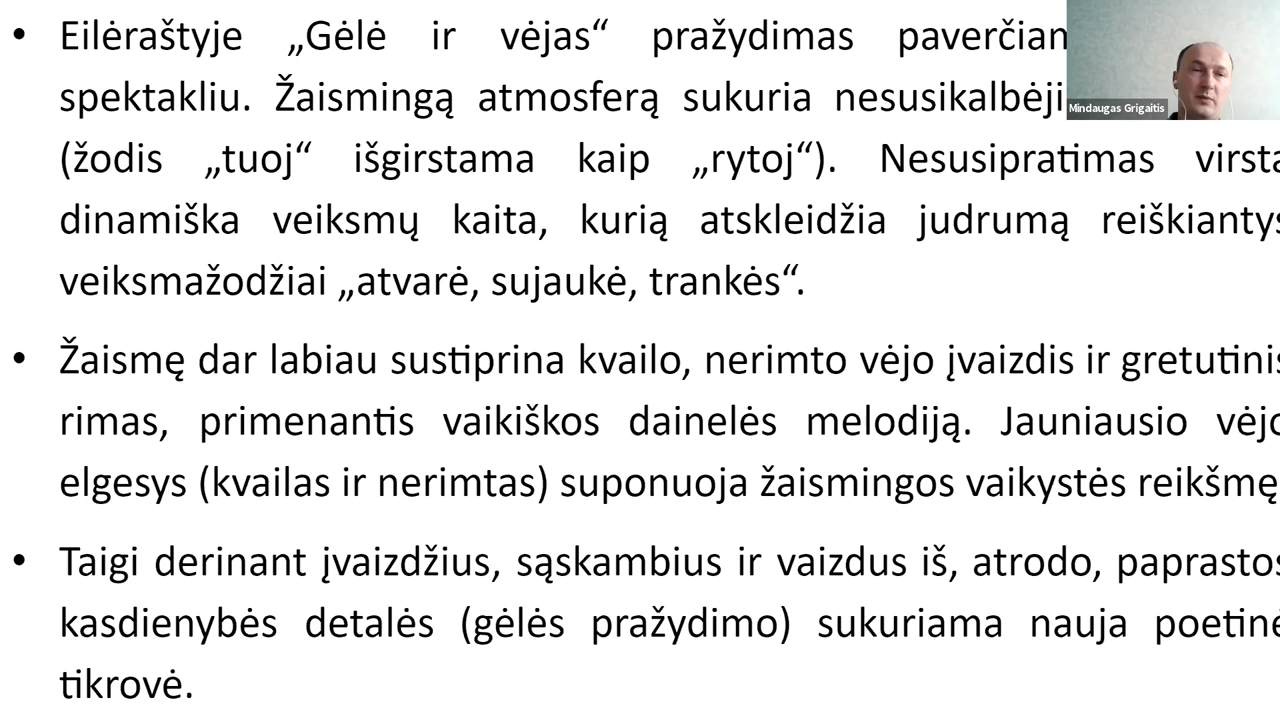 • Eilėraštyje „Gėlė ir vėjas“ pražydimas
spektakliu. Žaismingą atmosferą sukuria
(žodis „tuoj“ išgirstama kaip „rytoj“). Nesusipratimas virsta
dinamiška veiksmų kaita, kurią atskleidžia judrumą reiškiantys
veiksmažodžiai „atvarė, sujaukė, trankės“.
• Žaismę dar labiau sustiprina kvailo, nerimto vėjo įvaizdis ir gretutinis
rimas, primenantis vaikiškos dainelės melodiją. Jauniausio vėjo
elgesys (kvailas ir nerimtas) suponuoja žaismingos vaikystės reikšmę
• Taigi derinant įvaizdžius, sąskambius ir vaizdus iš, atrodo, paprastos
kasdienybės detalės (gėlės pražydimo) sukuriama nauja poetinė
tikrovė.
Mindaugas Grigaitis